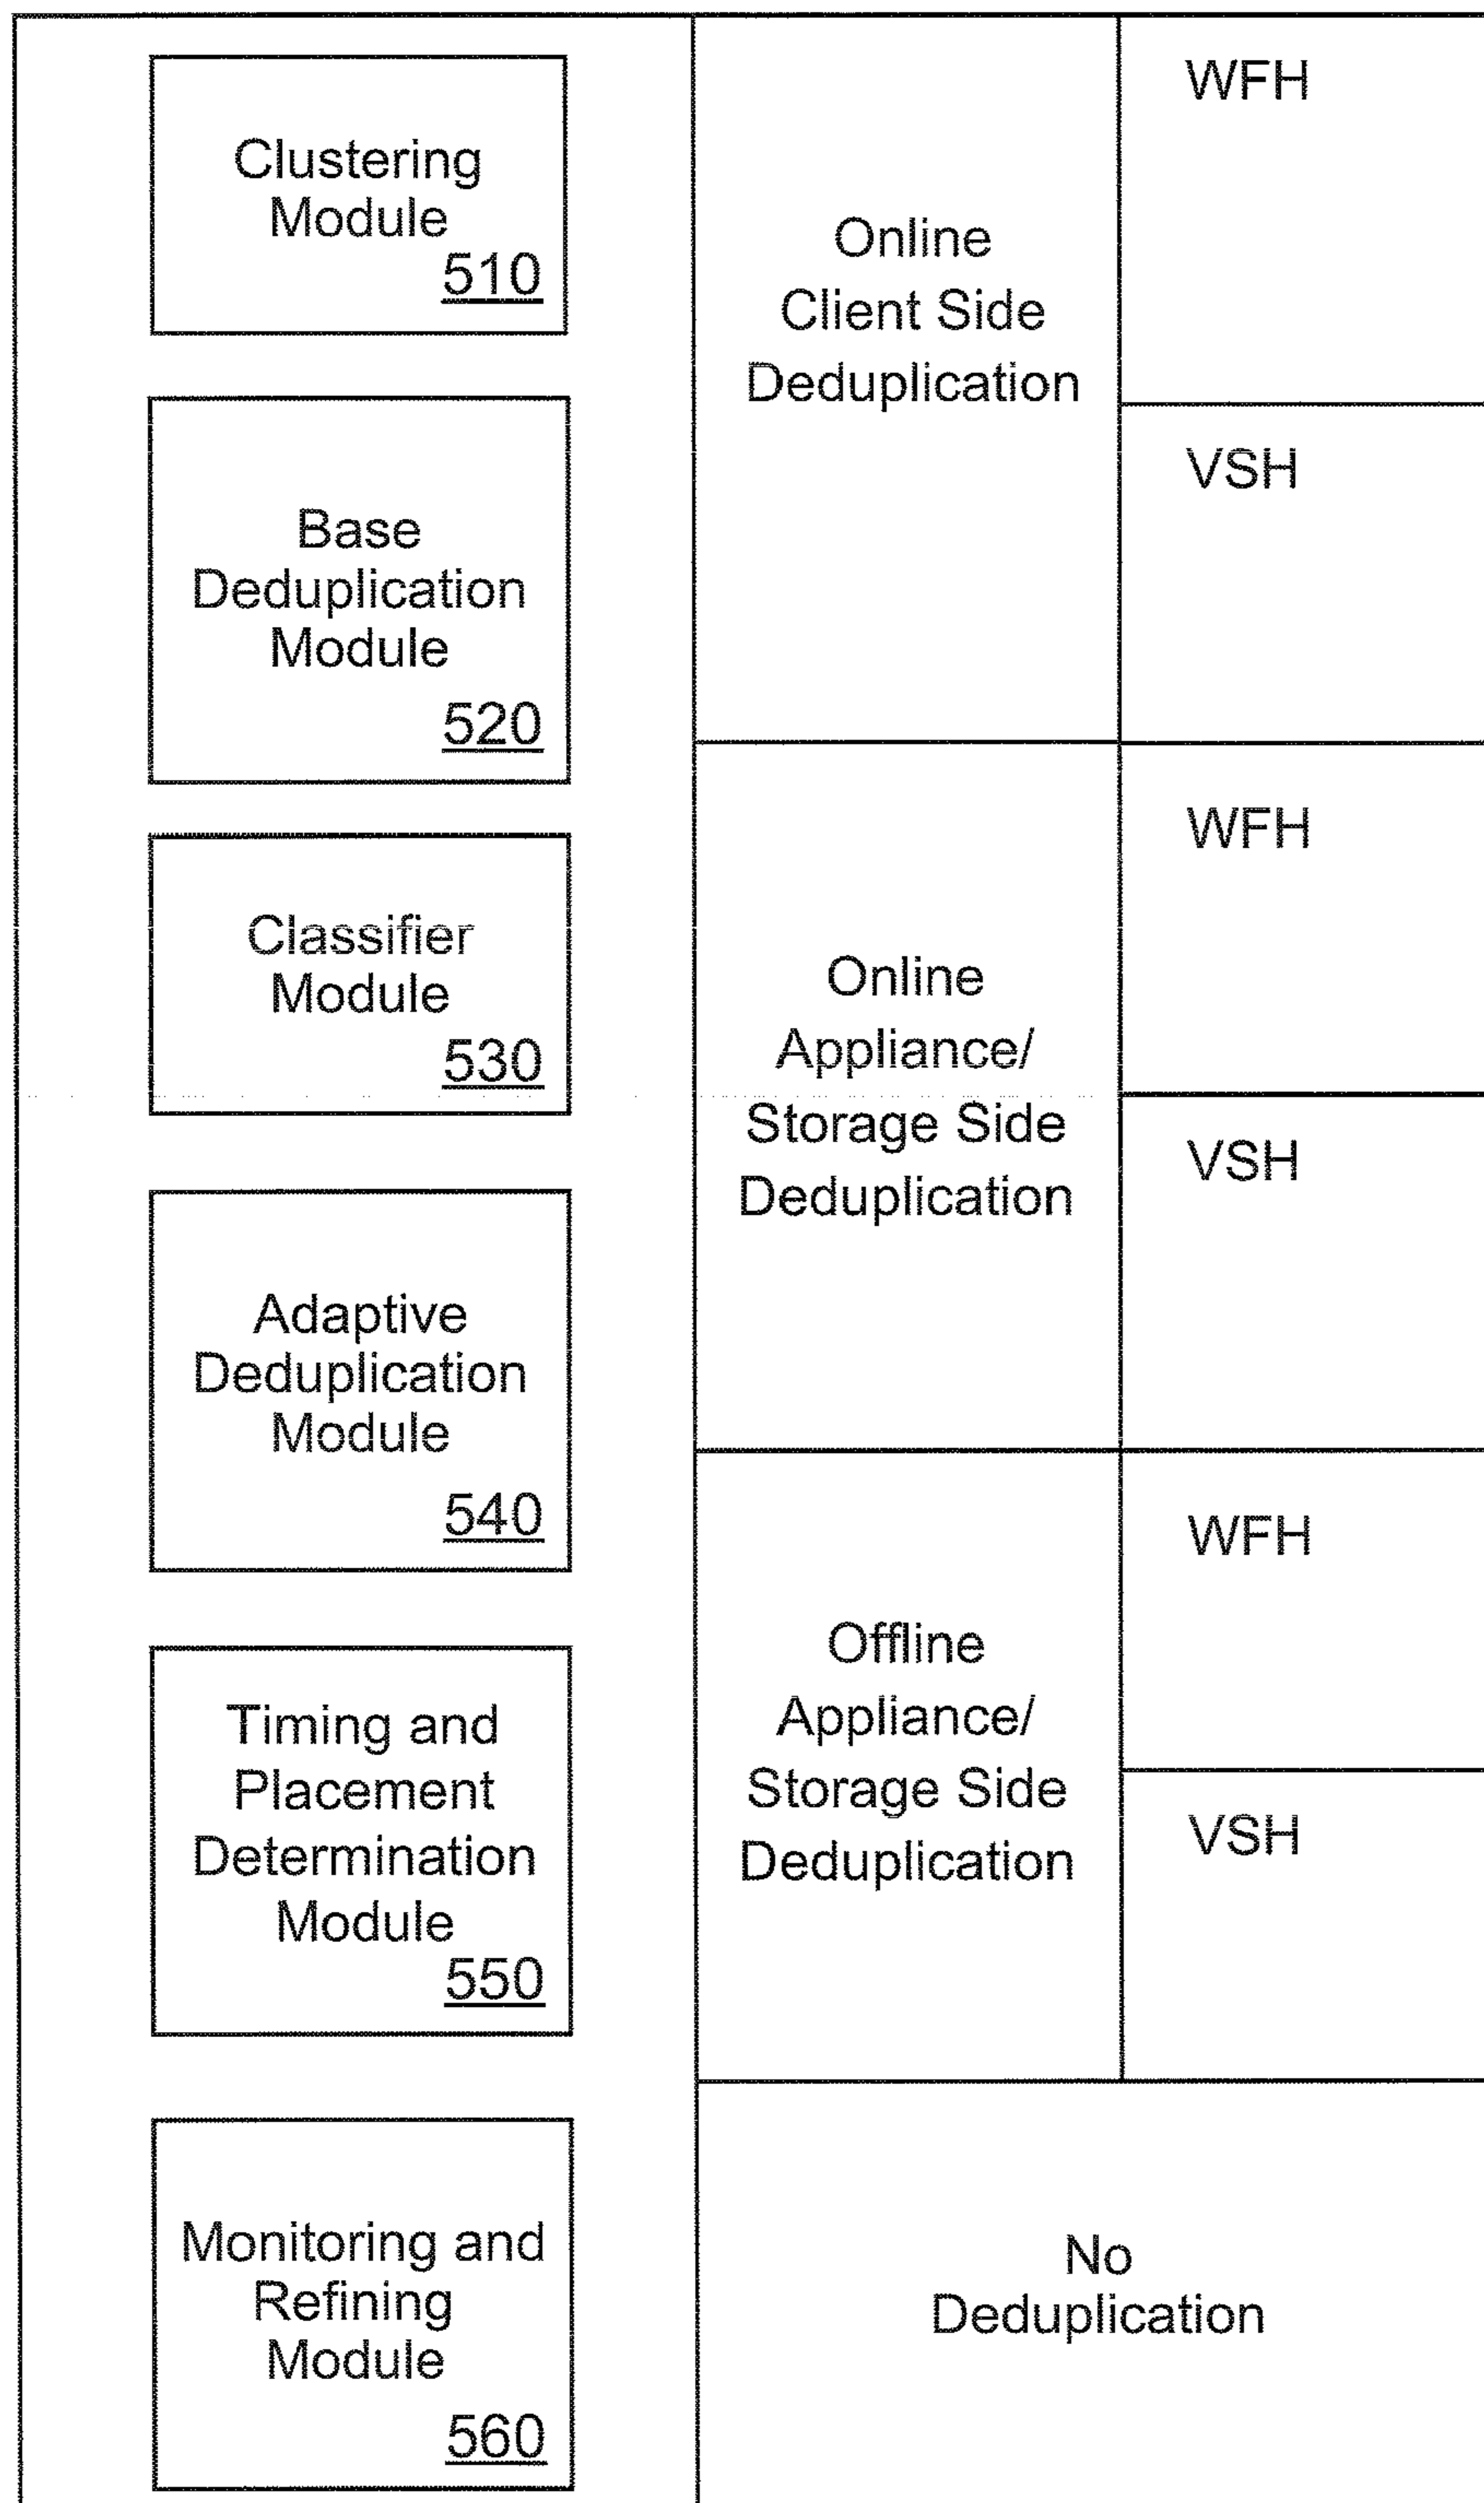 Clustering
Module
510
Base
Deduplication
Module
520
Classifier
Module
530
Adaptive
Deduplication
Module
540
Timing and
Placement
Determination
Module
550
Monitoring and
Refining
Module
560
Online
Client Side
Deduplication
WFH
VSH
Online
Appliance/
Storage Side
Deduplication
WFH
VSH
Offline
Appliance/
Storage Side
Deduplication
WFH
VSH
No
Deduplication